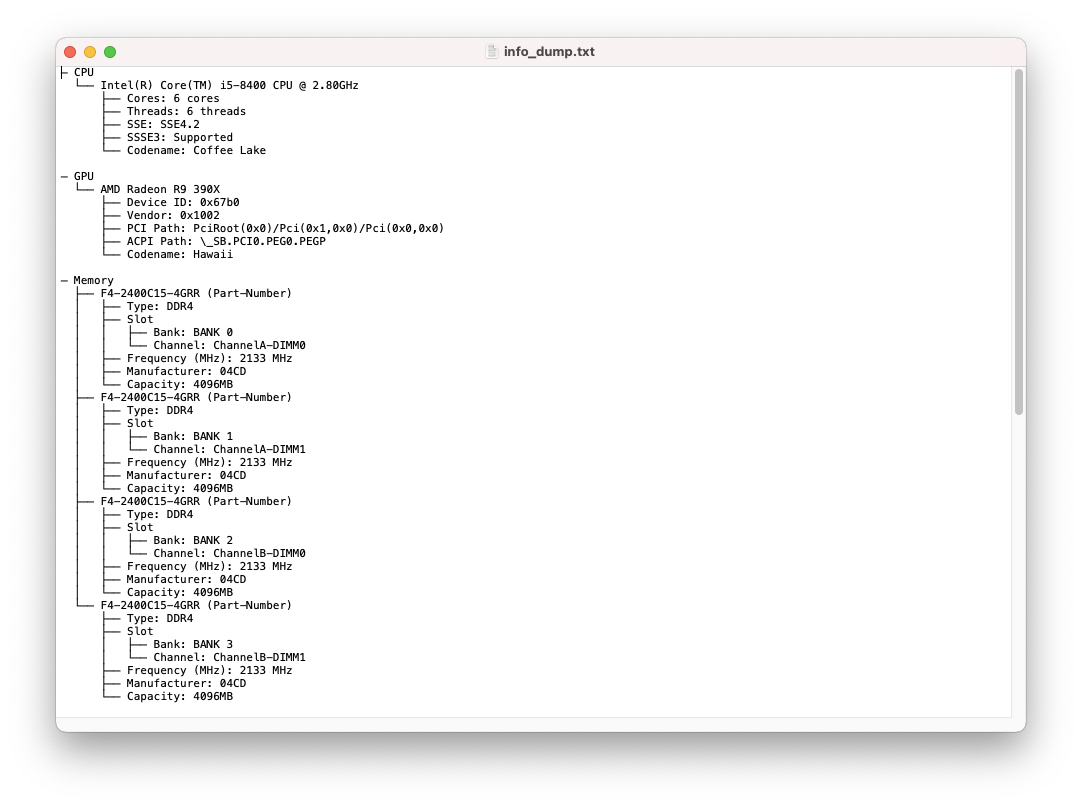 info_dump.txt
├─ CPU
  └── Intel(R) Core(TM) i5-8400 CPU @ 2.80GHz
      ├── Cores: 6 cores
      ├── Threads: 6 threads
      ├── SSE: SSE4.2
      ├── SSSE3: Supported
      └── Codename: Coffee Lake
─ GPU
  └── AMD Radeon R9 390X
      ├── Device ID: 0x67b0
      ├── Vendor: 0x1002
      ├── PCI Path: PciRoot(0x0)/Pci(0x1,0x0)/Pci(0x0,0x0)
      ├── ACPI Path: \_SB.PCI0.PEG0.PEGP
      └── Codename: Hawaii
─ Memory
  ├── F4-2400C15-4GRR (Part-Number)
  │   ├── Type: DDR4
  │   ├── Slot
  │   │   ├── Bank: BANK 0
  │   │   └── Channel: ChannelA-DIMM0
  │   ├── Frequency (MHz): 2133 MHz
  │   ├── Manufacturer: 04CD
  │   └── Capacity: 4096MB
  ├── F4-2400C15-4GRR (Part-Number)
  │   ├── Type: DDR4
  │   ├── Slot
  │   │   ├── Bank: BANK 1
  │   │   └── Channel: ChannelA-DIMM1
  │   ├── Frequency (MHz): 2133 MHz
  │   ├── Manufacturer: 04CD
  │   └── Capacity: 4096MB
  ├── F4-2400C15-4GRR (Part-Number)
  │   ├── Type: DDR4
  │   ├── Slot
  │   │   ├── Bank: BANK 2
  │   │   └── Channel: ChannelB-DIMM0
  │   ├── Frequency (MHz): 2133 MHz
  │   ├── Manufacturer: 04CD
  │   └── Capacity: 4096MB
  └── F4-2400C15-4GRR (Part-Number)
      ├── Type: DDR4
      ├── Slot
      │   ├── Bank: BANK 3
      │   └── Channel: ChannelB-DIMM1
      ├── Frequency (MHz): 2133 MHz
      ├── Manufacturer: 04CD
      └── Capacity: 4096MB